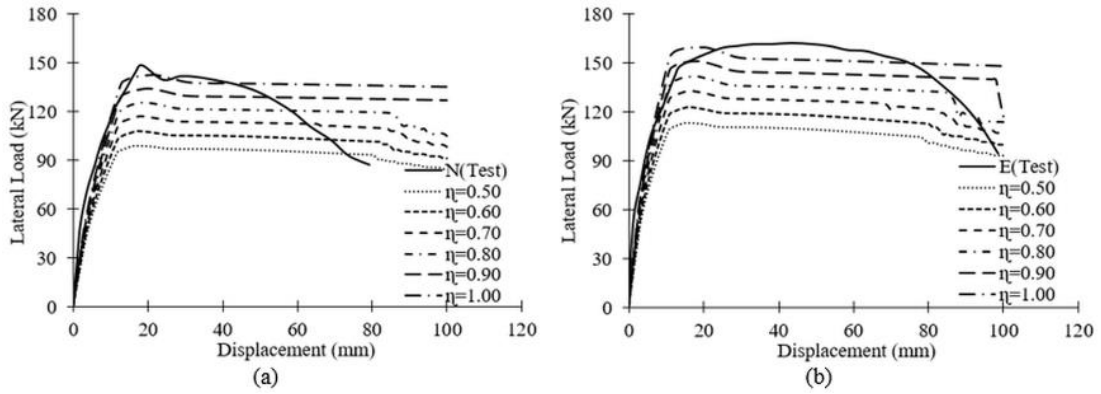 180
150
120
90
60
30
0
Lateral Load (kN)
N(Test)
ɳ=0.50
ɳ=0.60
ɳ=0.70
ɳ=0.80
ɳ=0.90
ɳ=1.00
0 20 40 60 80 100 120
Displacement (mm)
(a)
180
150
120
90
60
30
0
Lateral Load (kN)
E(Test)
ɳ=0.50
ɳ=0.60
ɳ=0.70
ɳ=0.80
ɳ=0.90
ɳ=1.00
0 20 40 60 80 100 120
Displacement (mm)
(b)